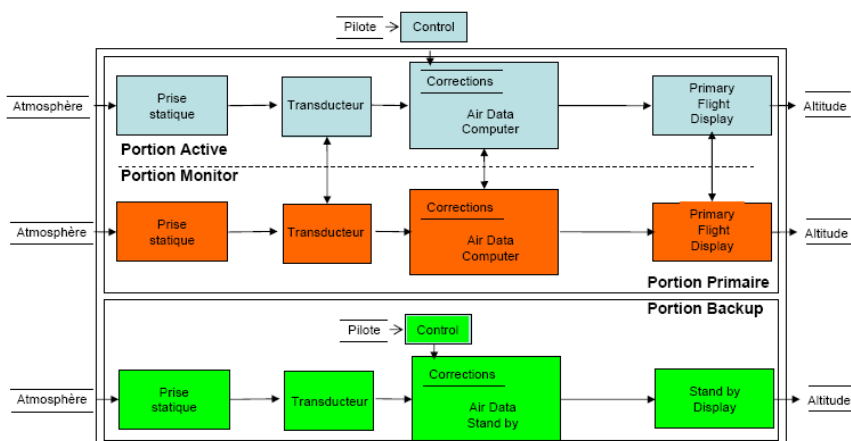 Pilote
Control
Corrections
Atmosphère
Prise
statique
Transducteur
Air Data
Computer
Primary
Flight
Display
Altitude
Portion Active
Portion Monitor
Corrections
Atmosphère
Prise
statique
Transducteur
Air Data
Computer
Primary
Flight
Display
Altitude
Portion Primaire
Portion Backup
Pilote
Control
Corrections
Atmosphère
Prise
statique
Transducteur
Air Data
Stand by
Stand by
Display
Altitude